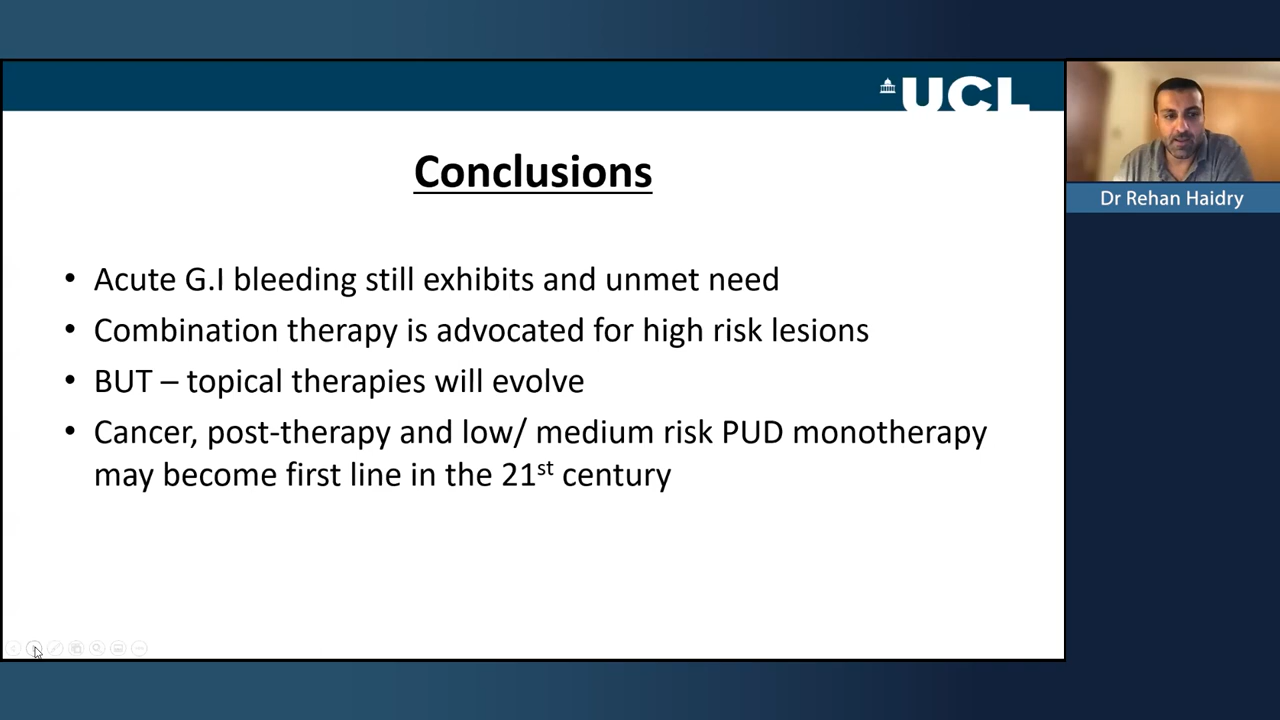 UCL
Conclusions
• Acute G.I bleeding still exhibits and unmet need
• Combination therapy is advocated for high risk lesions
• BUT – topical therapies will evolve
• Cancer, post-therapy and low/ medium risk PUD monotherapy
may become first line in the 21st century
Dr Rehan Haidry